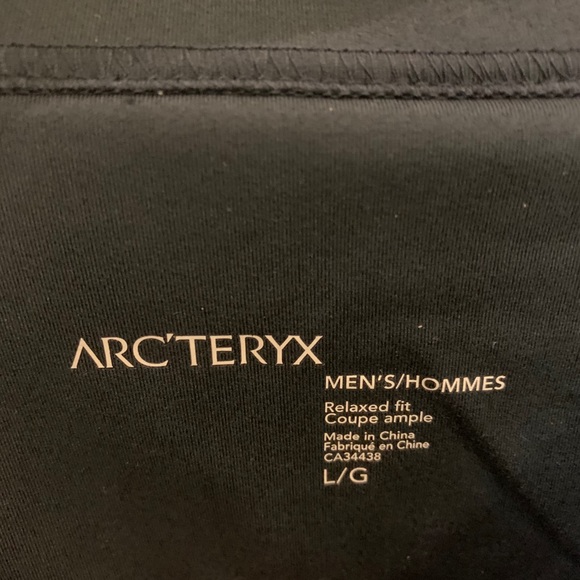 ARC'TERYX
MEN'S/HOMMES
Relaxed fit
Coupe ample
Made in China
Fabriqué en Chine
CA34438
L/G